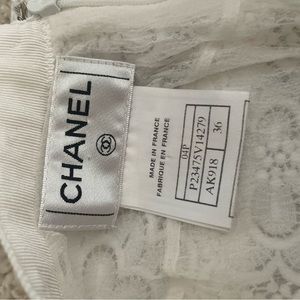 CHANEL
MADE IN FRANCE
FABRIQUE EN FRANCE
04P
P23475V14279
AK918
36